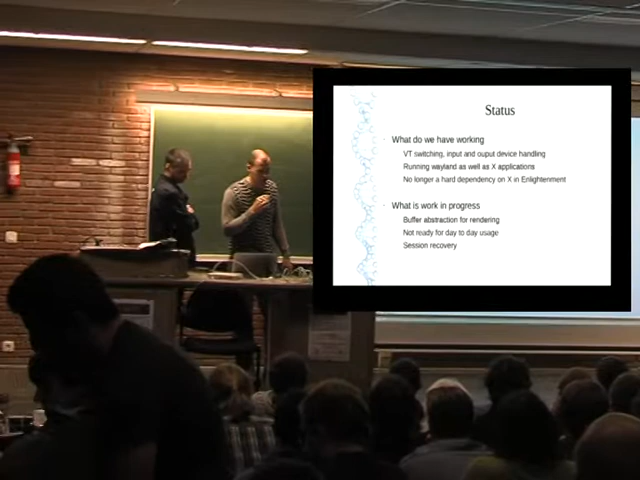 Status
What do we have working
VT switching, input and ouput device handling
Running wayland as well as X applications
No longer a hard dependency on X in Enlightenment
What is work in progress
Buffer abstraction for rendering
Not ready for day to day usage
Session recovery